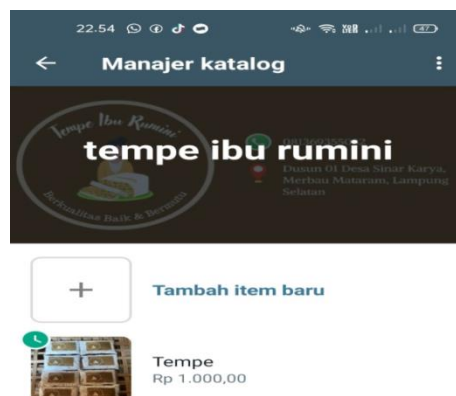 22.54
47
Manajer katalog
Tempe Ibu Rumini
tempe ibu rumini
Dusun 01 Desa Sinar Karya,
Merbau Mataram, Lampung
Selatan
Berkualitas Baik & Bermutu
Tambah item baru
Tempe
Rp 1.000,00